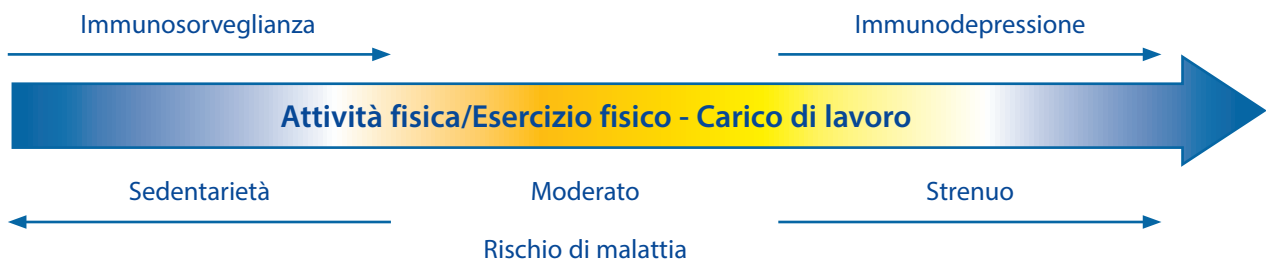 Immunosorveglianza
Immunodepressione
Attività fisica/Esercizio fisico - Carico di lavoro
Sedentarietà
Moderato
Strenuo
Rischio di malattia